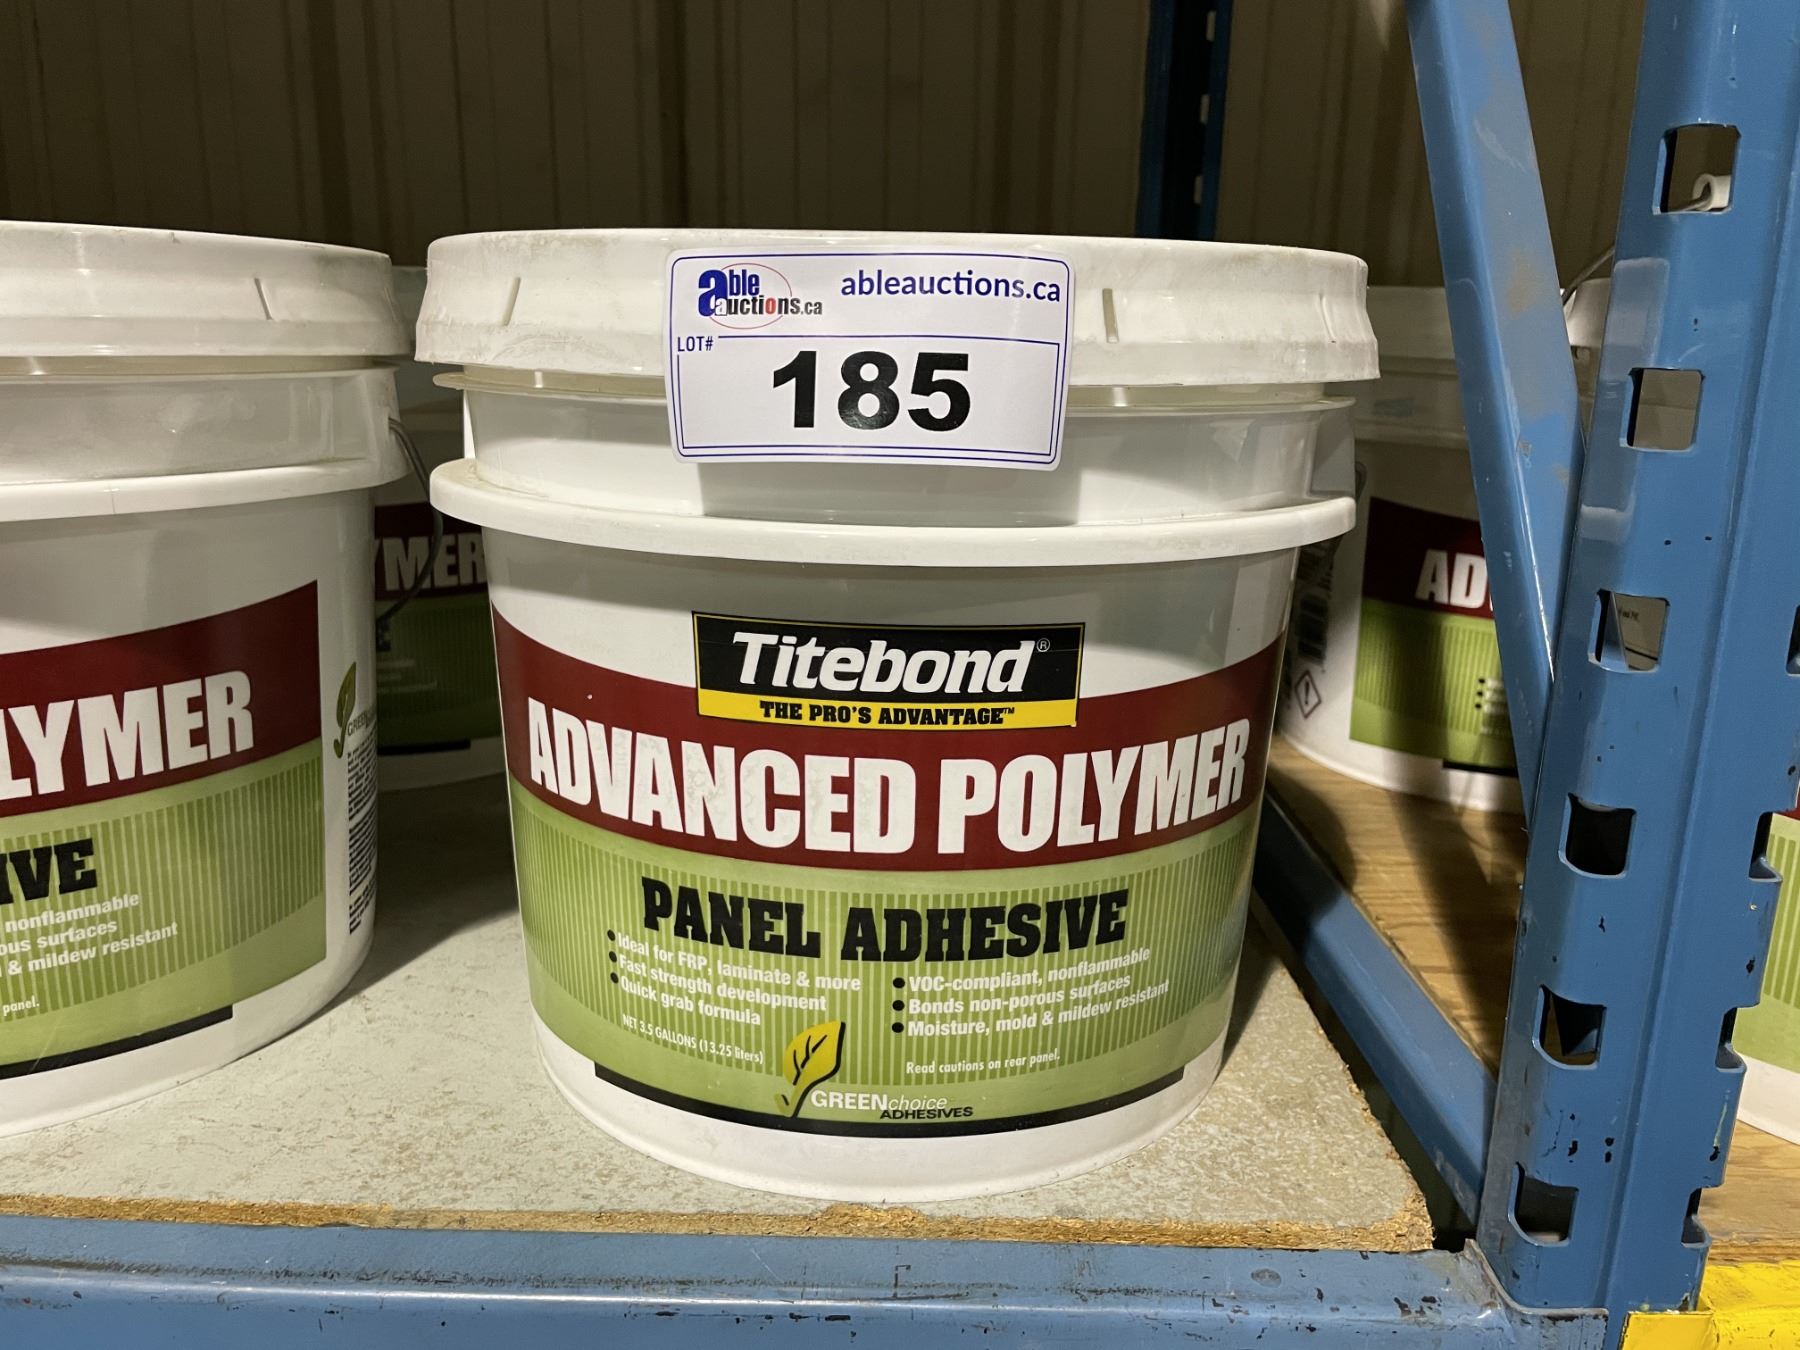 able
auctions.ca
ableauctions.ca
LOT#
185
Titebond®
THE PRO'S ADVANTAGE™
ADVANCED POLYMER
PANEL ADHESIVE
• Ideal for FRP, laminate & more
• Fast strength development
• Quick grab formula
• VOC-compliant, nonflammable
• Bonds non-porous surfaces
• Moisture, mold & mildew resistant
NET 3.5 GALLONS (13.25 liters)
Read cautions on rear panel.
GREENchoice
ADHESIVES
LYMER
IVE
nonflammable
ous surfaces
& mildew resistant
panel.
GREEN
YMER
E
AD